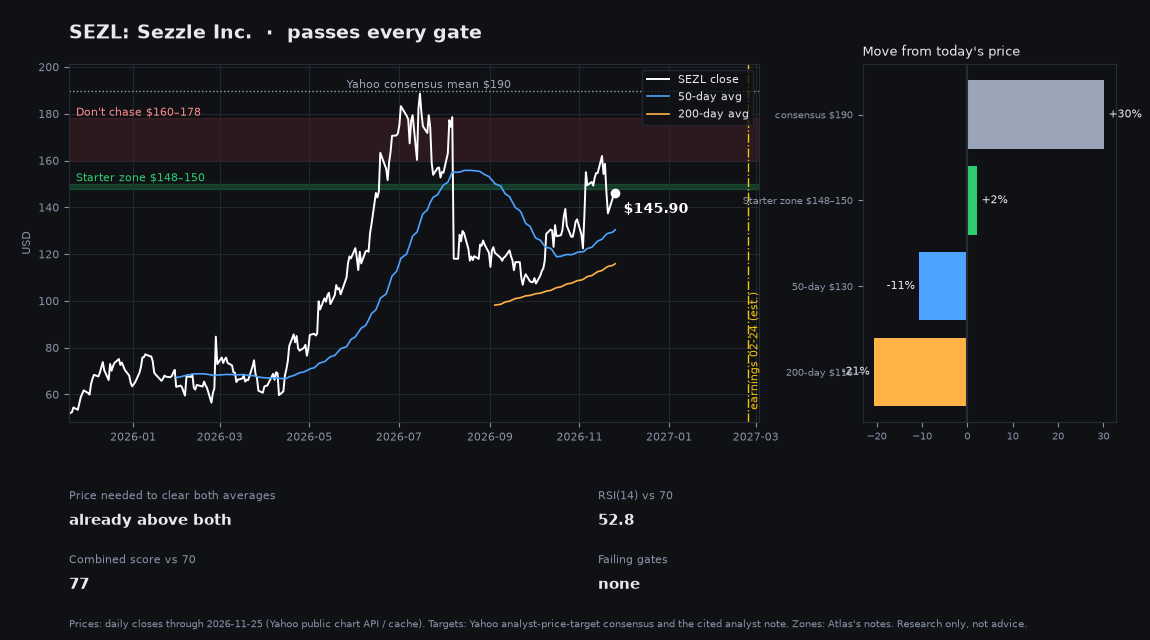 SEZL: Sezzle Inc. · passes every gate
Move from today's price
200
180
160
140
120
100
80
60
USD
Yahoo consensus mean $190
Don't chase $160–178
Starter zone $148–150
$145.90
SEZL close
50-day avg
200-day avg
earnings 02-24 (est.)
2026-01
2026-03
2026-05
2026-07
2026-09
2026-11
2027-01
2027-03
consensus $190
+30%
Starter zone $148–150
+2%
50-day $130
-11%
200-day
-21%
−20
−10
0
10
20
30
Price needed to clear both averages
already above both
RSI(14) vs 70
52.8
Combined score vs 70
77
Failing gates
none
Prices: daily closes through 2026-11-25 (Yahoo public chart API / cache). Targets: Yahoo analyst-price-target consensus and the cited analyst note. Zones: Atlas's notes. Research only, not advice.